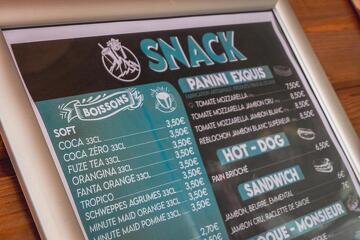 SNACK
BOISSONS
SOFT
COCA 33CL 3,50€
COCA ZÉRO 33CL 3,50€
FUZE TEA 33CL 3,50€
ORANGINA 33CL 3,50€
FANTA ORANGE 33CL 3,50€
TROPICO 3,50€
SCHWEPPES AGRUMES 33CL 3,50€
MINUTE MAID ORANGE 33CL 3,50€
MINUTE MAID POMME 33CL 3,50€
2,70€
PANINI EXQUIS
TOMATE MOZZARELLA 7,50€
TOMATE MOZZARELLA JAMBON CRU 8,50€
TOMATE MOZZARELLA JAMBON BLANC 8,50€
REBLOCHON JAMBON BLANC SUPÉRIEUR 8,50€
HOT - DOG
PAIN BRIOCHÉ
SANDWICH
JAMBON, BEURRE, EMMENTAL
JAMBON CRU, RACLETTE DE SAVOIE
- MONSIEUR